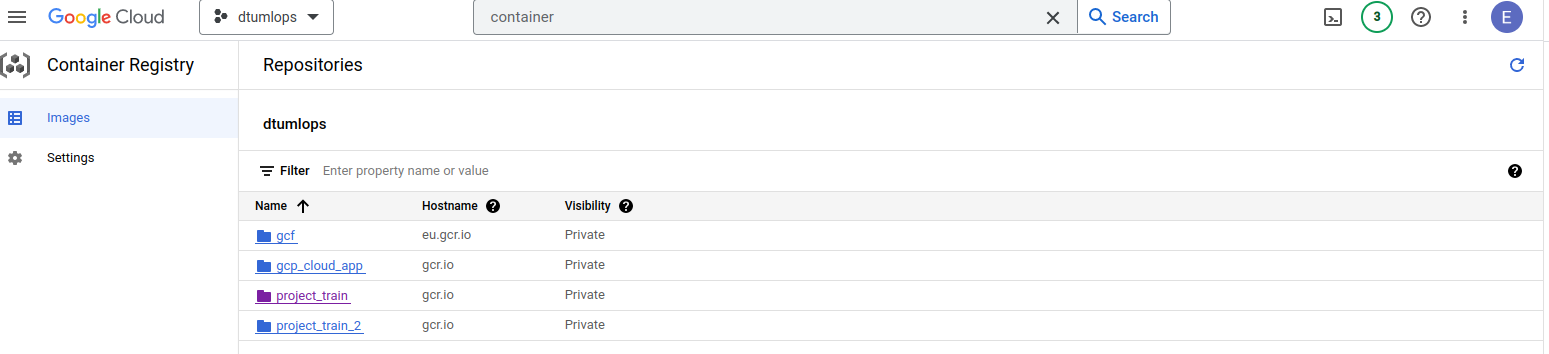 Google Cloud dtumlops container Search 3 E
Container Registry Repositories
Images
dtumlops
Settings
Filter Enter property name or value
Name Hostname Visibility
gcf eu.gcr.io Private
gcp_cloud_app gcr.io Private
project_train gcr.io Private
project_train_2 gcr.io Private